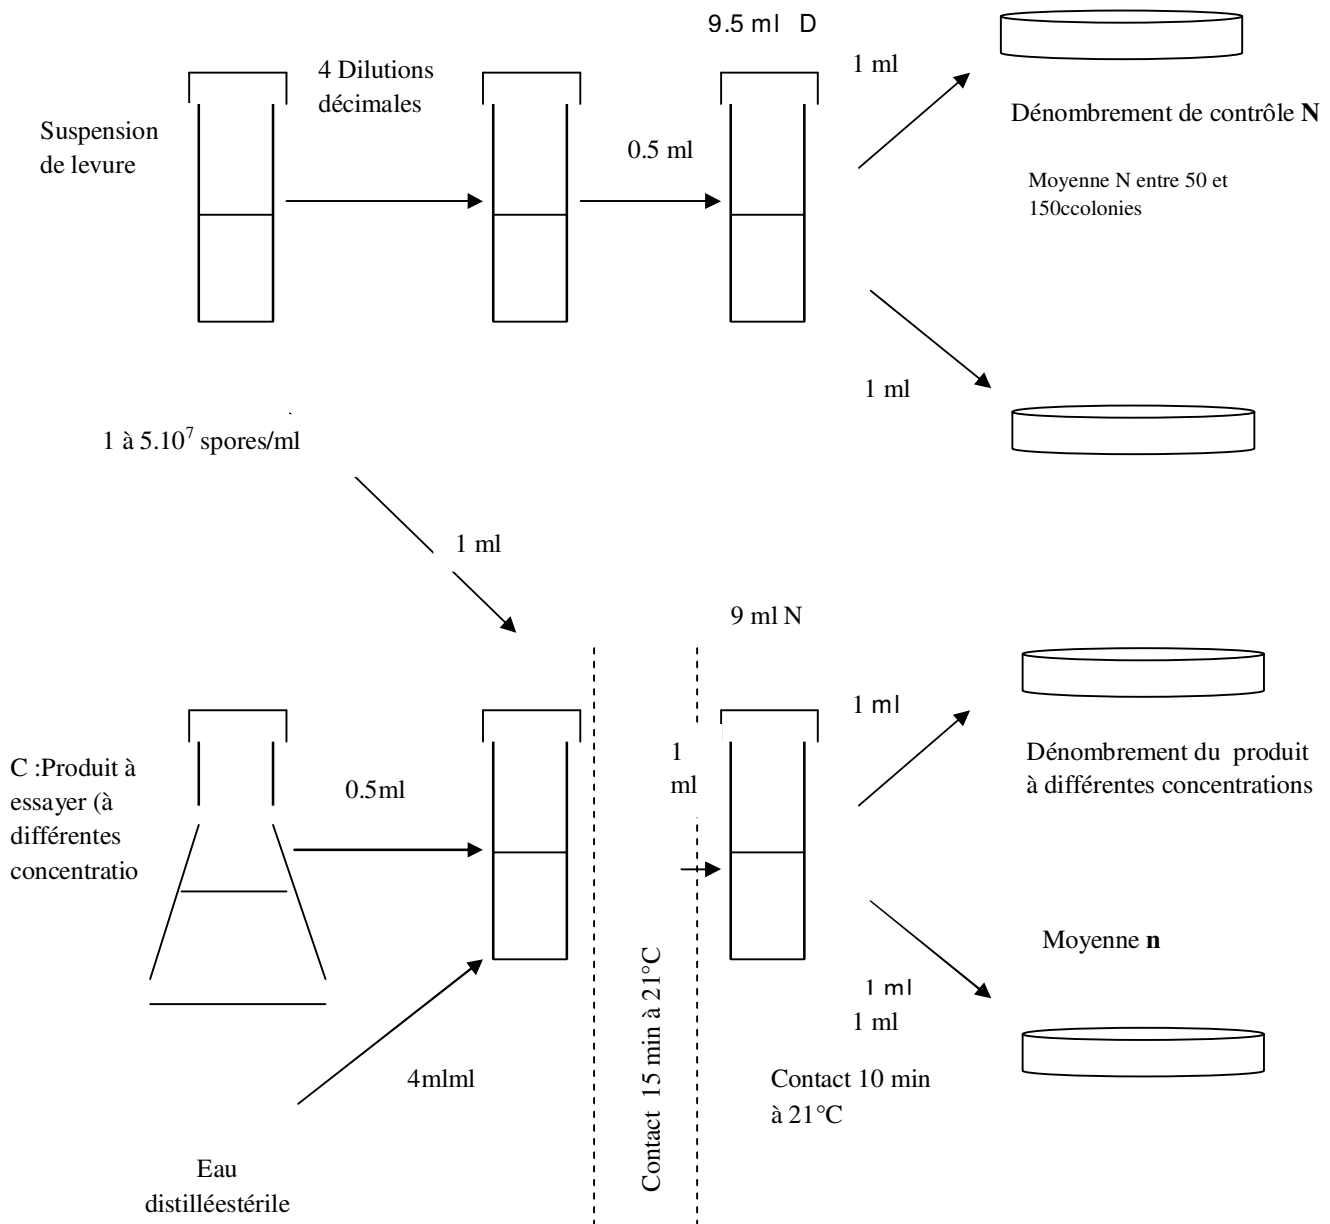 9.5 ml D
1 ml
4 Dilutions
décimales
Suspension
de levure
0.5 ml
Dénombrement de contrôle N
Moyenne N entre 50 et
150ccolonies
1 ml
1 à 5.10⁷ spores/ml
1 ml
9 ml N
1 ml
1
ml
C :Produit à
essayer (à
différentes
concentratio
0.5ml
Dénombrement du produit
à différentes concentrations
Moyenne n
1 ml
1 ml
4mlml
Contact 15 min à 21°C
Contact 10 min
à 21°C
Eau
distilléestérile